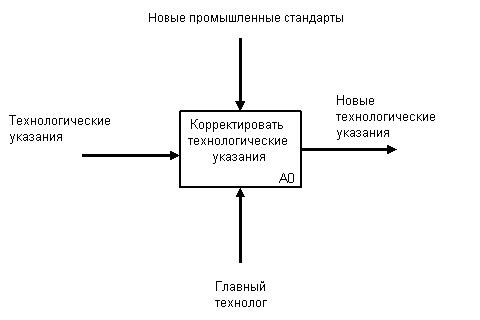 Новые промышленные стандарты
Технологические
указания
Корректировать
технологические
указания
A0
Новые
технологические
указания
Главный
технолог